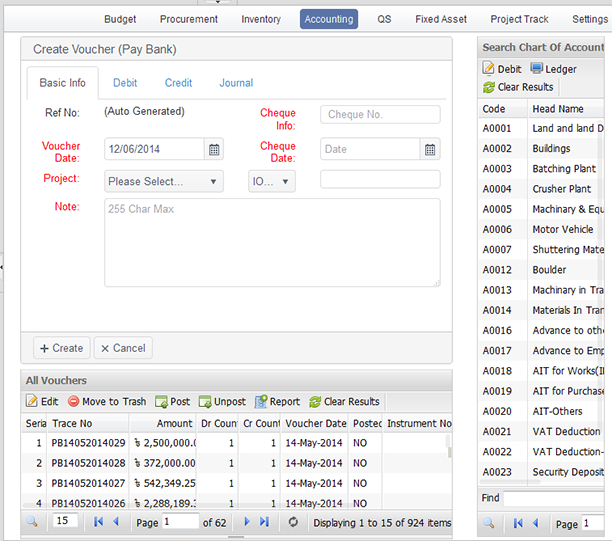 Budget Procurement Inventory Accounting QS Fixed Asset Project Track Settings
Create Voucher (Pay Bank)
Basic Info Debit Credit Journal
Ref No: (Auto Generated) Cheque Info: Cheque No.
Voucher Date: 12/06/2014 Cheque Date: Date
Project: Please Select... IO...
Note: 255 Char Max
Create Cancel
All Vouchers
Edit Move to Trash Post Unpost Report Clear Results
Seria Trace No Amount Dr Coun Cr Count Voucher Date Posted Instrument No
1 PB14052014029 ৳ 2,500,000.0 1 1 14-May-2014 NO
2 PB14052014028 ৳ 372,000.00 1 1 14-May-2014 NO
3 PB14052014027 ৳ 542,349.25 1 1 14-May-2014 NO
4 PB14052014026 ৳ 2,288,189.3 1 1 14-May-2014 NO
15 Page 1 of 62 Displaying 1 to 15 of 924 items
Search Chart Of Accoun
Debit Ledger
Clear Results
Code Head Name
A0001 Land and land D
A0002 Buildings
A0003 Batching Plant
A0004 Crusher Plant
A0005 Machinery & Equ
A0006 Motor Vehicle
A0007 Shuttering Mate
A0012 Boulder
A0013 Machinery in Tra
A0014 Materials In Tran
A0016 Advance to othe
A0017 Advance to Emp
A0018 AIT for Works(I
A0019 AIT for Purchase
A0020 AIT-Others
A0021 VAT Deduction
A0022 VAT Deduction-
A0023 Security Deposit
Find
Page 1